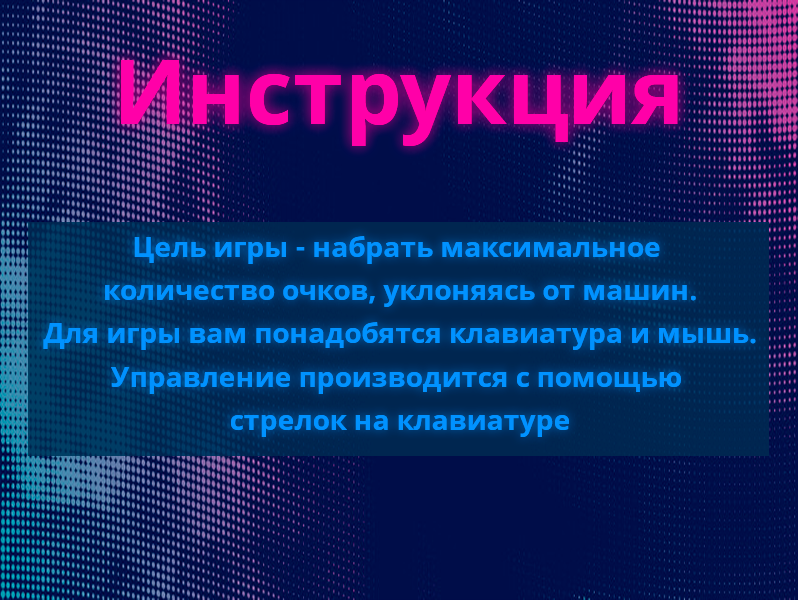 Инструкция
Цель игры - набрать максимальное
количество очков, уклоняясь от машин.
Для игры вам понадобятся клавиатура и мышь.
Управление производится с помощью
стрелок на клавиатуре